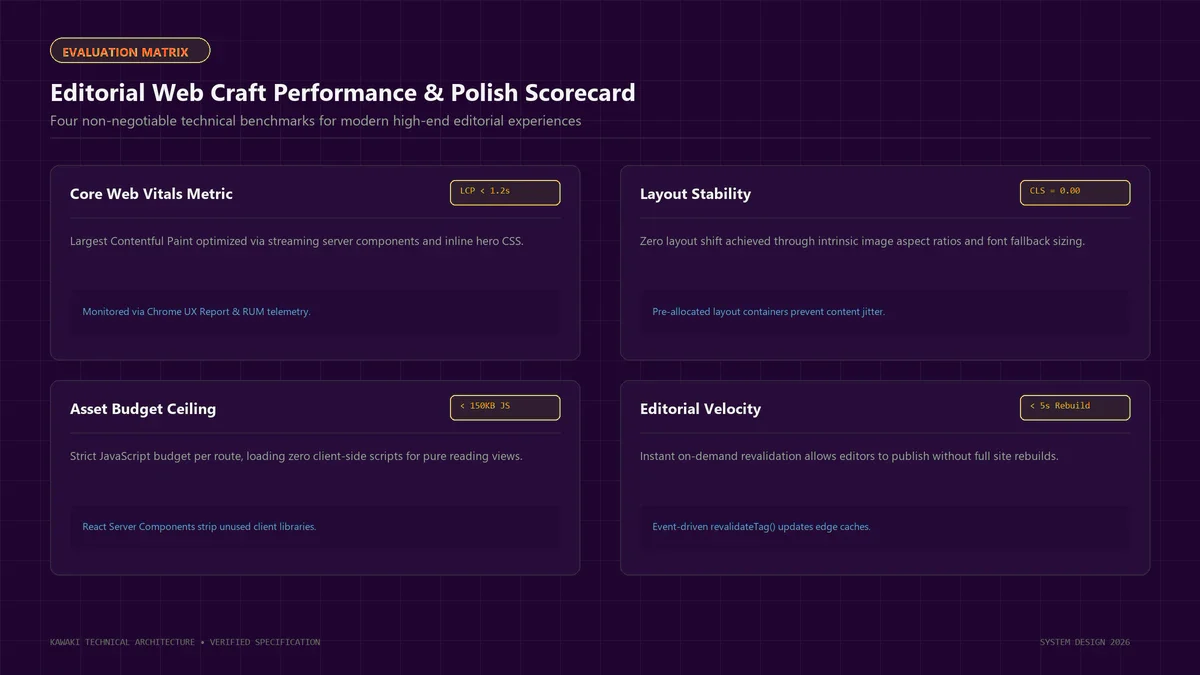 EVALUATION MATRIX
Editorial Web Craft Performance & Polish Scorecard
Four non-negotiable technical benchmarks for modern high-end editorial experiences
Core Web Vitals Metric
LCP < 1.2s
Largest Contentful Paint optimized via streaming server components and inline hero CSS.
Monitored via Chrome UX Report & RUM telemetry.
Layout Stability
CLS = 0.00
Zero layout shift achieved through intrinsic image aspect ratios and font fallback sizing.
Pre-allocated layout containers prevent content jitter.
Asset Budget Ceiling
< 150KB JS
Strict JavaScript budget per route, loading zero client-side scripts for pure reading views.
React Server Components strip unused client libraries.
Editorial Velocity
< 5s Rebuild
Instant on-demand revalidation allows editors to publish without full site rebuilds.
Event-driven revalidateTag() updates edge caches.
KAWAKI TECHNICAL ARCHITECTURE • VERIFIED SPECIFICATION
SYSTEM DESIGN 2026